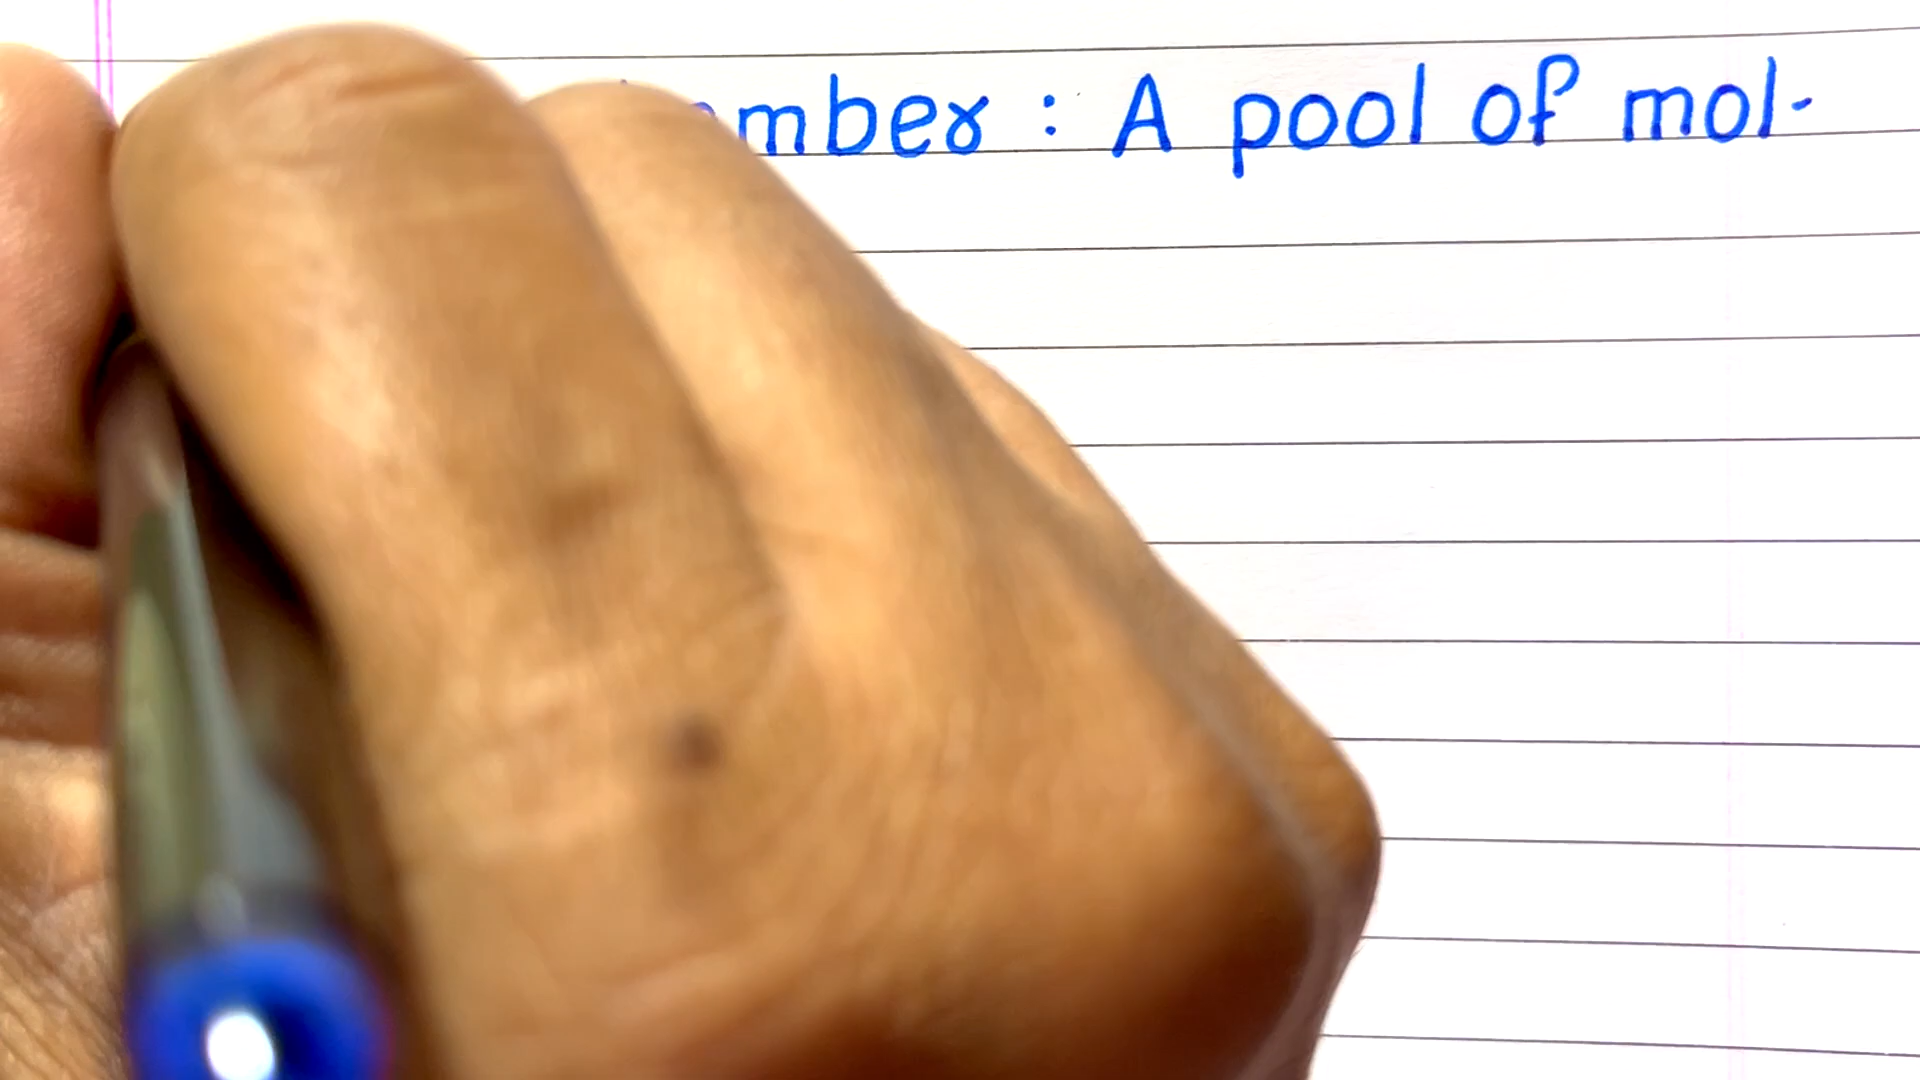 mber : A pool of mol-